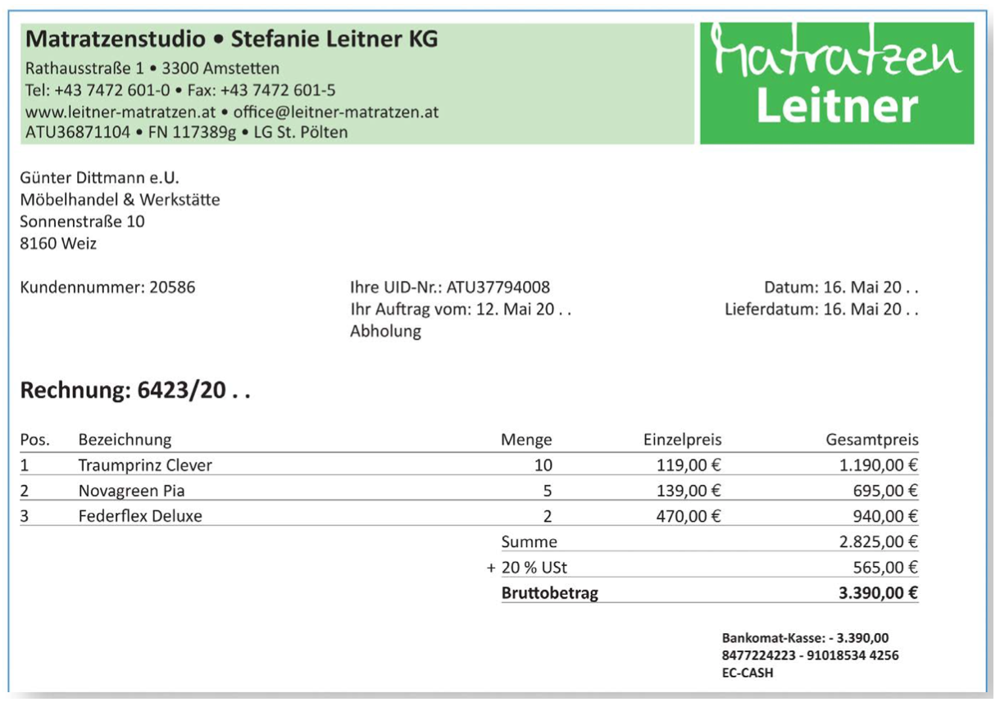 Matratzenstudio • Stefanie Leitner KG
Rathausstraße 1 • 3300 Amstetten
Tel: +43 7472 601-0 • Fax: +43 7472 601-5
www.leitner-matratzen.at • office@leitner-matratzen.at
ATU36871104 • FN 117389g • LG St. Pölten
Matratzen
Leitner
Günter Dittmann e.U.
Möbelhandel & Werkstätte
Sonnenstraße 10
8160 Weiz
Kundennummer: 20586 Ihre UID-Nr.: ATU37794008 Datum: 16. Mai 20 . .
Ihr Auftrag vom: 12. Mai 20 . . Lieferdatum: 16. Mai 20 . .
Abholung
Rechnung: 6423/20 . .
Pos. Bezeichnung Menge Einzelpreis Gesamtpreis
1 Traumprinz Clever 10 119,00 € 1.190,00 €
2 Novagreen Pia 5 139,00 € 695,00 €
3 Federflex Deluxe 2 470,00 € 940,00 €
Summe 2.825,00 €
+ 20 % USt 565,00 €
Bruttobetrag 3.390,00 €
Bankomat-Kasse: - 3.390,00
8477224223 - 91018534 4256
EC-CASH